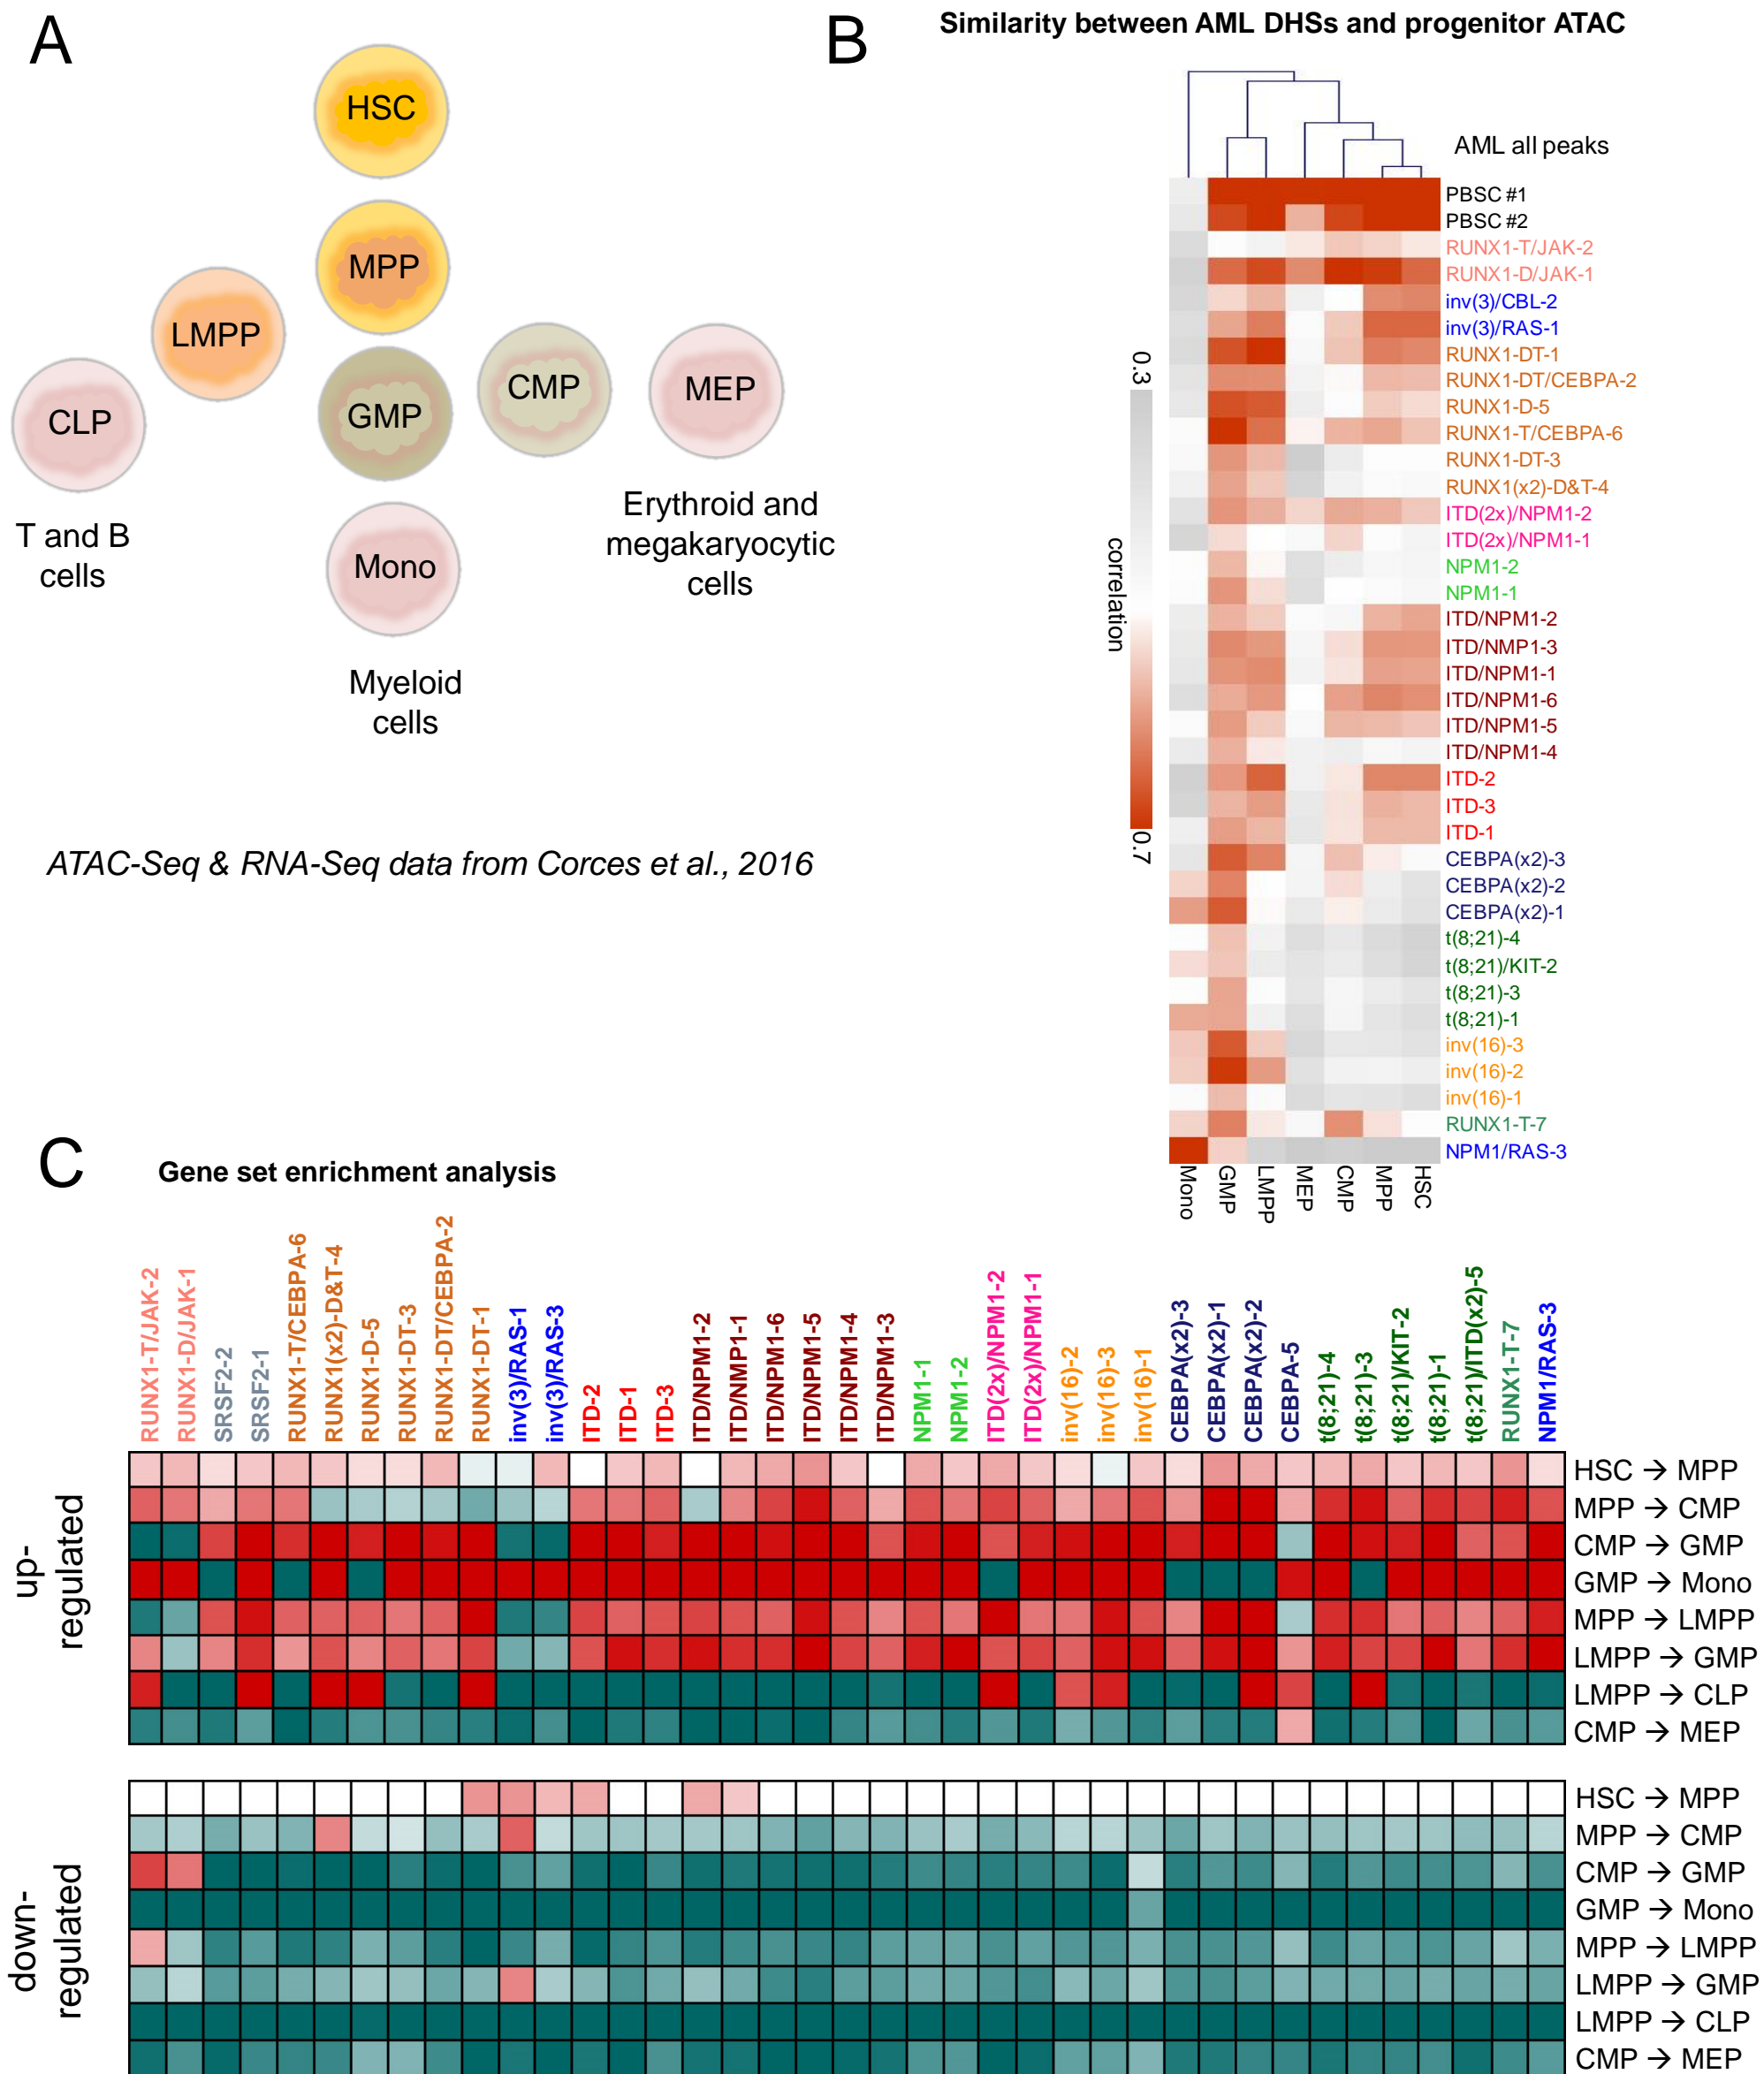 A
HSC
MPP
LMPP
CLP
GMP
CMP
MEP
Mono
T and B
cells
Erythroid and
megakaryocytic
cells
Myeloid
cells
ATAC-Seq & RNA-Seq data from Corces et al., 2016
B
Similarity between AML DHSs and progenitor ATAC
AML all peaks
PBSC #1
PBSC #2
RUNX1-T/JAK-2
RUNX1-D/JAK-1
inv(3)/CBL-2
inv(3)/RAS-1
RUNX1-DT-1
RUNX1-DT/CEBPA-2
RUNX1-D-5
RUNX1-T/CEBPA-6
RUNX1-DT-3
RUNX1(x2)-D&T-4
ITD(2x)/NPM1-2
ITD(2x)/NPM1-1
NPM1-2
NPM1-1
ITD/NPM1-2
ITD/NMP1-3
ITD/NPM1-1
ITD/NPM1-6
ITD/NPM1-5
ITD/NPM1-4
ITD-2
ITD-3
ITD-1
CEBPA(x2)-3
CEBPA(x2)-2
CEBPA(x2)-1
t(8;21)-4
t(8;21)/KIT-2
t(8;21)-3
t(8;21)-1
inv(16)-3
inv(16)-2
inv(16)-1
RUNX1-T-7
NPM1/RAS-3
0.3
correlation
0.7
Mono
GMP
LMPP
MEP
CMP
MPP
HSC
C
Gene set enrichment analysis
RUNX1-T/JAK-2
RUNX1-D/JAK-1
SRSF2-2
SRSF2-1
RUNX1-T/CEBPA-6
RUNX1(x2)-D&T-4
RUNX1-D-5
RUNX1-DT-3
RUNX1-DT/CEBPA-2
RUNX1-DT-1
inv(3)/RAS-1
inv(3)/RAS-3
ITD-2
ITD-1
ITD-3
ITD/NPM1-2
ITD/NMP1-1
ITD/NPM1-6
ITD/NPM1-5
ITD/NPM1-4
ITD/NPM1-3
NPM1-1
NPM1-2
ITD(2x)/NPM1-2
ITD(2x)/NPM1-1
inv(16)-2
inv(16)-3
inv(16)-1
CEBPA(x2)-3
CEBPA(x2)-1
CEBPA(x2)-2
CEBPA-5
t(8;21)-4
t(8;21)-3
t(8;21)/KIT-2
t(8;21)-1
t(8;21)/ITD(x2)-5
RUNX1-T-7
NPM1/RAS-3
up-
regulated
HSC → MPP
MPP → CMP
CMP → GMP
GMP → Mono
MPP → LMPP
LMPP → GMP
LMPP → CLP
CMP → MEP
down-
regulated
HSC → MPP
MPP → CMP
CMP → GMP
GMP → Mono
MPP → LMPP
LMPP → GMP
LMPP → CLP
CMP → MEP